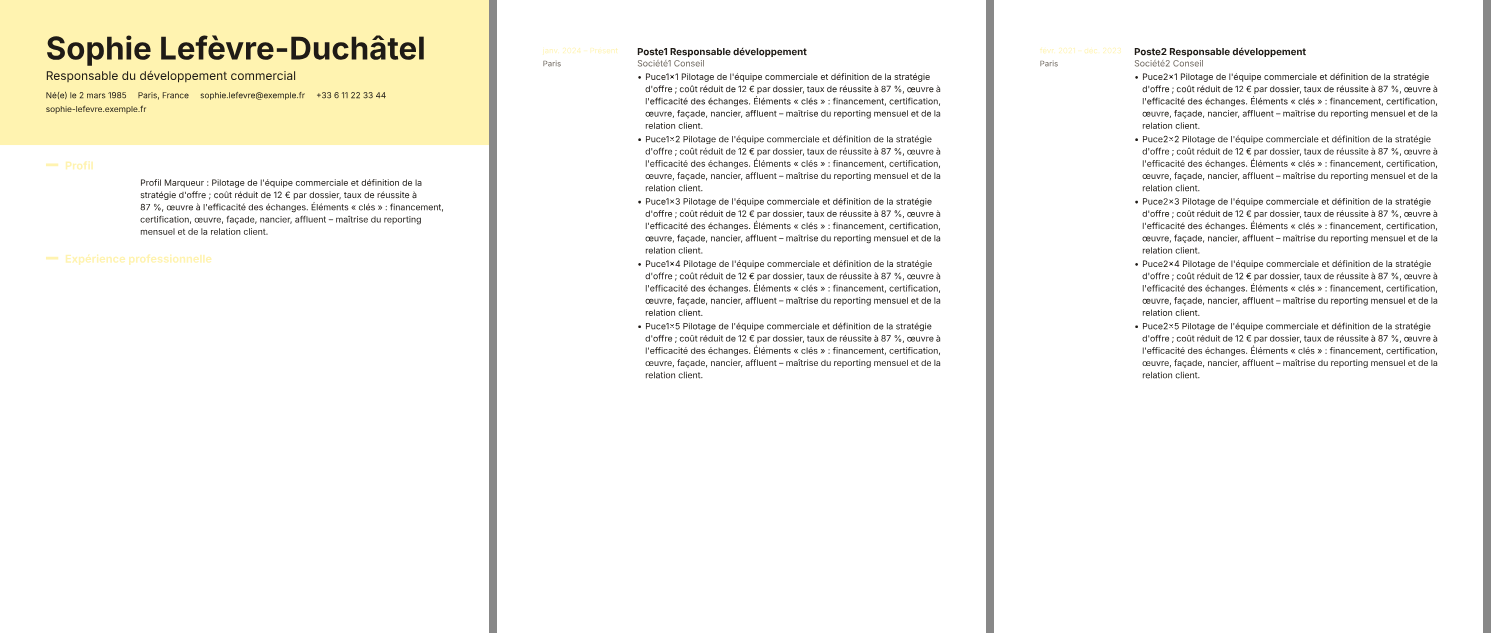 Sophie Lefèvre-Duchâtel
Responsable du développement commercial
Né(e) le 2 mars 1985 Paris, France sophie.lefevre@exemple.fr +33 6 11 22 33 44
sophie-lefevre.exemple.fr
Profil
Profil Marqueur : Pilotage de l'équipe commerciale et définition de la
stratégie d'offre ; coût réduit de 12 € par dossier, taux de réussite à
87 %, œuvre à l'efficacité des échanges. Éléments « clés » : financement,
certification, œuvre, façade, nancier, affluent – maîtrise du reporting
mensuel et de la relation client.
Expérience professionnelle
janv. 2024 – Présent
Paris
Poste1 Responsable développement
Société1 Conseil
• Puce1×1 Pilotage de l'équipe commerciale et définition de la stratégie
d'offre ; coût réduit de 12 € par dossier, taux de réussite à 87 %, œuvre à
l'efficacité des échanges. Éléments « clés » : financement, certification,
œuvre, façade, nancier, affluent – maîtrise du reporting mensuel et de la
relation client.
• Puce1×2 Pilotage de l'équipe commerciale et définition de la stratégie
d'offre ; coût réduit de 12 € par dossier, taux de réussite à 87 %, œuvre à
l'efficacité des échanges. Éléments « clés » : financement, certification,
œuvre, façade, nancier, affluent – maîtrise du reporting mensuel et de la
relation client.
• Puce1×3 Pilotage de l'équipe commerciale et définition de la stratégie
d'offre ; coût réduit de 12 € par dossier, taux de réussite à 87 %, œuvre à
l'efficacité des échanges. Éléments « clés » : financement, certification,
œuvre, façade, nancier, affluent – maîtrise du reporting mensuel et de la
relation client.
• Puce1×4 Pilotage de l'équipe commerciale et définition de la stratégie
d'offre ; coût réduit de 12 € par dossier, taux de réussite à 87 %, œuvre à
l'efficacité des échanges. Éléments « clés » : financement, certification,
œuvre, façade, nancier, affluent – maîtrise du reporting mensuel et de la
relation client.
• Puce1×5 Pilotage de l'équipe commerciale et définition de la stratégie
d'offre ; coût réduit de 12 € par dossier, taux de réussite à 87 %, œuvre à
l'efficacité des échanges. Éléments « clés » : financement, certification,
œuvre, façade, nancier, affluent – maîtrise du reporting mensuel et de la
relation client.
2021 – 2023
Paris
Poste2 Responsable développement
Société2 Conseil
• Puce2×1 Pilotage de l'équipe commerciale et définition de la stratégie
d'offre ; coût réduit de 12 € par dossier, taux de réussite à 87 %, œuvre à
l'efficacité des échanges. Éléments « clés » : financement, certification,
œuvre, façade, nancier, affluent – maîtrise du reporting mensuel et de la
relation client.
• Puce2×2 Pilotage de l'équipe commerciale et définition de la stratégie
d'offre ; coût réduit de 12 € par dossier, taux de réussite à 87 %, œuvre à
l'efficacité des échanges. Éléments « clés » : financement, certification,
œuvre, façade, nancier, affluent – maîtrise du reporting mensuel et de la
relation client.
• Puce2×3 Pilotage de l'équipe commerciale et définition de la stratégie
d'offre ; coût réduit de 12 € par dossier, taux de réussite à 87 %, œuvre à
l'efficacité des échanges. Éléments « clés » : financement, certification,
œuvre, façade, nancier, affluent – maîtrise du reporting mensuel et de la
relation client.
• Puce2×4 Pilotage de l'équipe commerciale et définition de la stratégie
d'offre ; coût réduit de 12 € par dossier, taux de réussite à 87 %, œuvre à
l'efficacité des échanges. Éléments « clés » : financement, certification,
œuvre, façade, nancier, affluent – maîtrise du reporting mensuel et de la
relation client.
• Puce2×5 Pilotage de l'équipe commerciale et définition de la stratégie
d'offre ; coût réduit de 12 € par dossier, taux de réussite à 87 %, œuvre à
l'efficacité des échanges. Éléments « clés » : financement, certification,
œuvre, façade, nancier, affluent – maîtrise du reporting mensuel et de la
relation client.